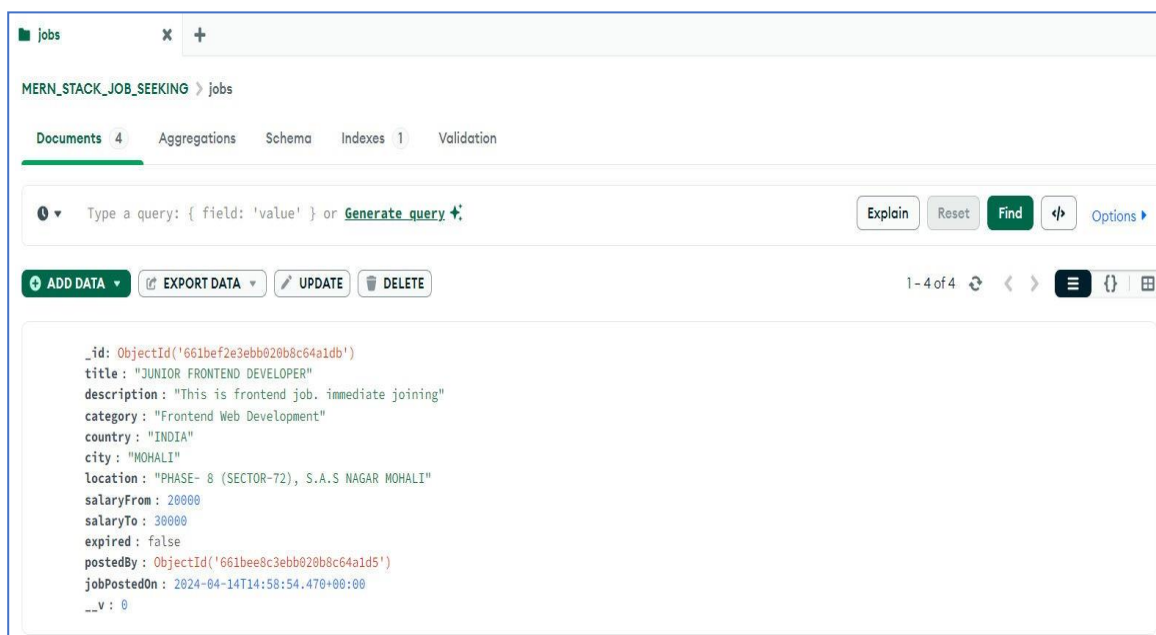 jobs
MERN_STACK_JOB_SEEKING > jobs
Documents 4 Aggregations Schema Indexes 1 Validation
Type a query: { field: 'value' } or Generate query
Explain Reset Find </> Options
ADD DATA EXPORT DATA UPDATE DELETE
1-4 of 4 {}
_id: ObjectId('661bef2e3ebb020b8c64a1db')
title : "JUNIOR FRONTEND DEVELOPER"
description : "This is frontend job. immediate joining"
category : "Frontend Web Development"
country : "INDIA"
city : "MOHALI"
location : "PHASE- 8 (SECTOR-72), S.A.S NAGAR MOHALI"
salaryFrom : 20000
salaryTo : 30000
expired : false
postedBy : ObjectId('661bee8c3ebb020b8c64a1d5')
jobPostedOn : 2024-04-14T14:58:54.470+00:00
__v : 0